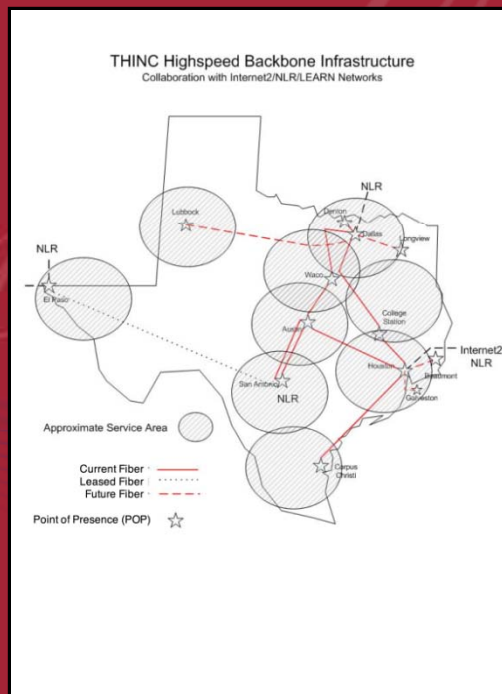 THINC Highspeed Backbone Infrastructure
Collaboration with Internet2/NLR/LEARN Networks
NLR
Denton
Lubbock
Dallas
Longview
NLR
Waco
El Paso
College
Station
Austin
Internet2
NLR
Houston
Beaumont
San Antonio
Galveston
NLR
Approximate Service Area
Corpus
Christi
Current Fiber
Leased Fiber
Future Fiber
Point of Presence (POP)